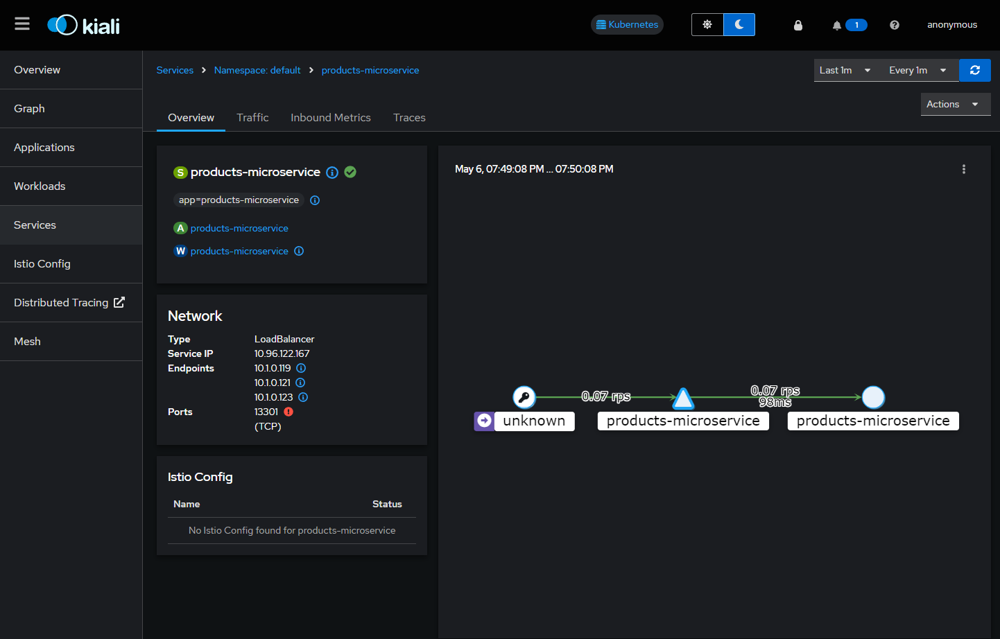 kiali
Kubernetes
1
anonymous
Overview
Graph
Applications
Workloads
Services
Istio Config
Distributed Tracing
Mesh
Services
Namespace: default
products-microservice
Last 1m
Every 1m
Actions
Overview
Traffic
Inbound Metrics
Traces
S products-microservice
app=products-microservice
A products-microservice
W products-microservice
Network
Type LoadBalancer
Service IP 10.96.122.167
Endpoints 10.1.0.119
10.1.0.121
10.1.0.123
Ports 13301
(TCP)
Istio Config
Name Status
No Istio Config found for products-microservice
May 6, 07:49:08 PM ... 07:50:08 PM
0.07 rps
0.07 rps
98ms
unknown
products-microservice
products-microservice